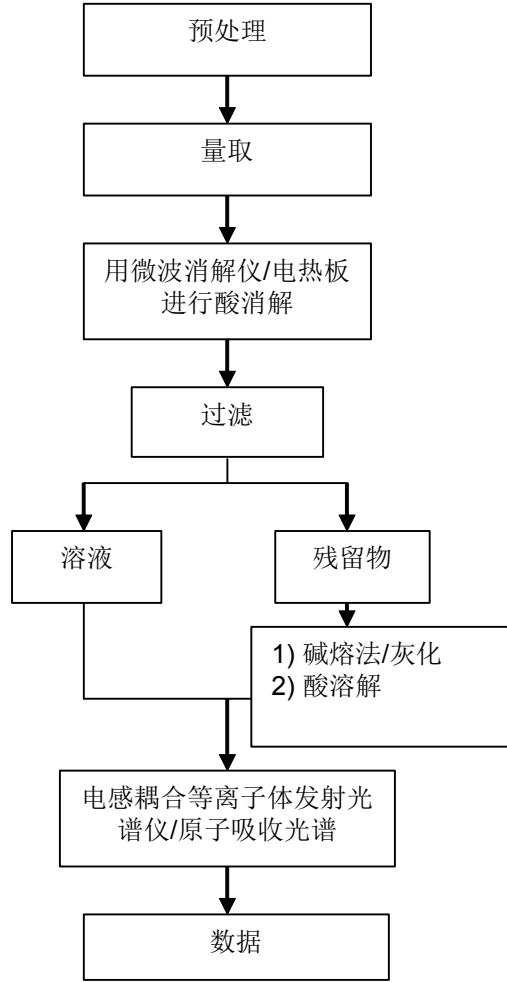 预处理
量取
用微波消解仪/电热板
进行酸消解
过滤
溶液
残留物
1) 碱熔法/灰化
2) 酸溶解
电感耦合等离子体发射光
谱仪/原子吸收光谱
数据